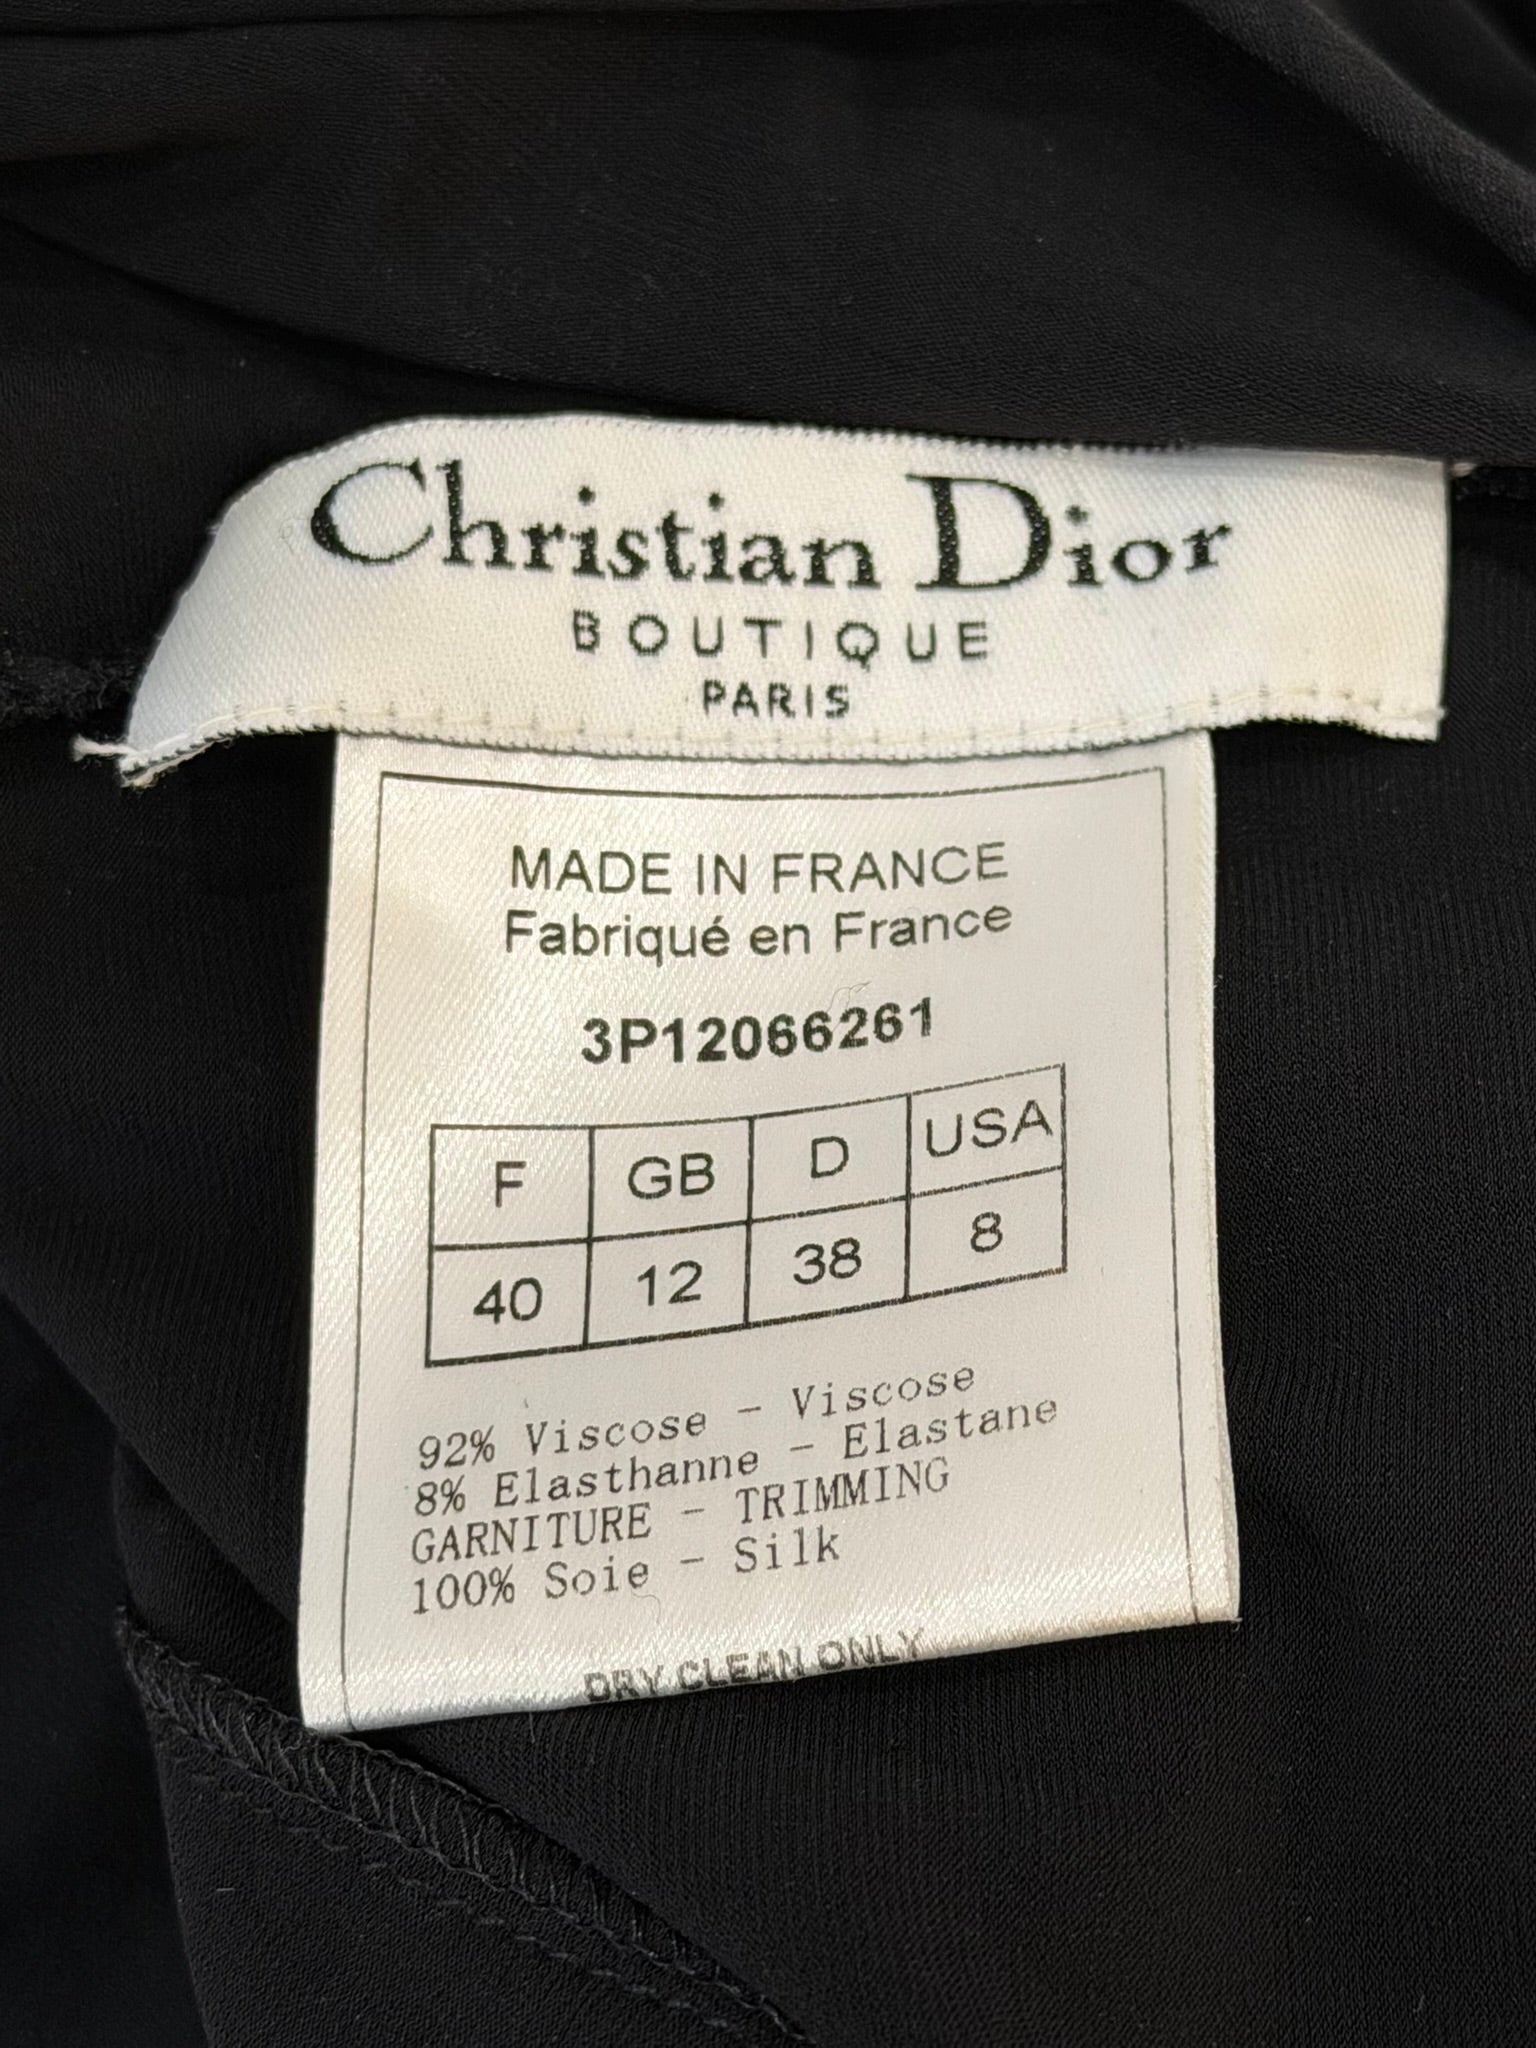 Christian Dior
BOUTIQUE
PARIS
MADE IN FRANCE
Fabriqué en France
3P12066261
F GB D USA
40 12 38 8
92% Viscose - Viscose
8% Elasthanne - Elastane
GARNITURE - TRIMMING
100% Soie - Silk
DRY CLEAN ONLY